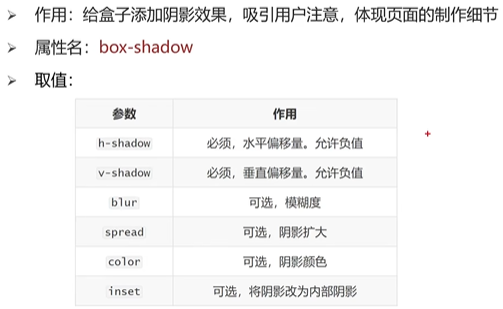 作用：给盒子添加阴影效果，吸引用户注意，体现页面的制作细节
属性名：box-shadow
取值：
参数 作用
h-shadow 必须，水平偏移量。允许负值
v-shadow 必须，垂直偏移量。允许负值
blur 可选，模糊度
spread 可选，阴影扩大
color 可选，阴影颜色
inset 可选，将阴影改为内部阴影